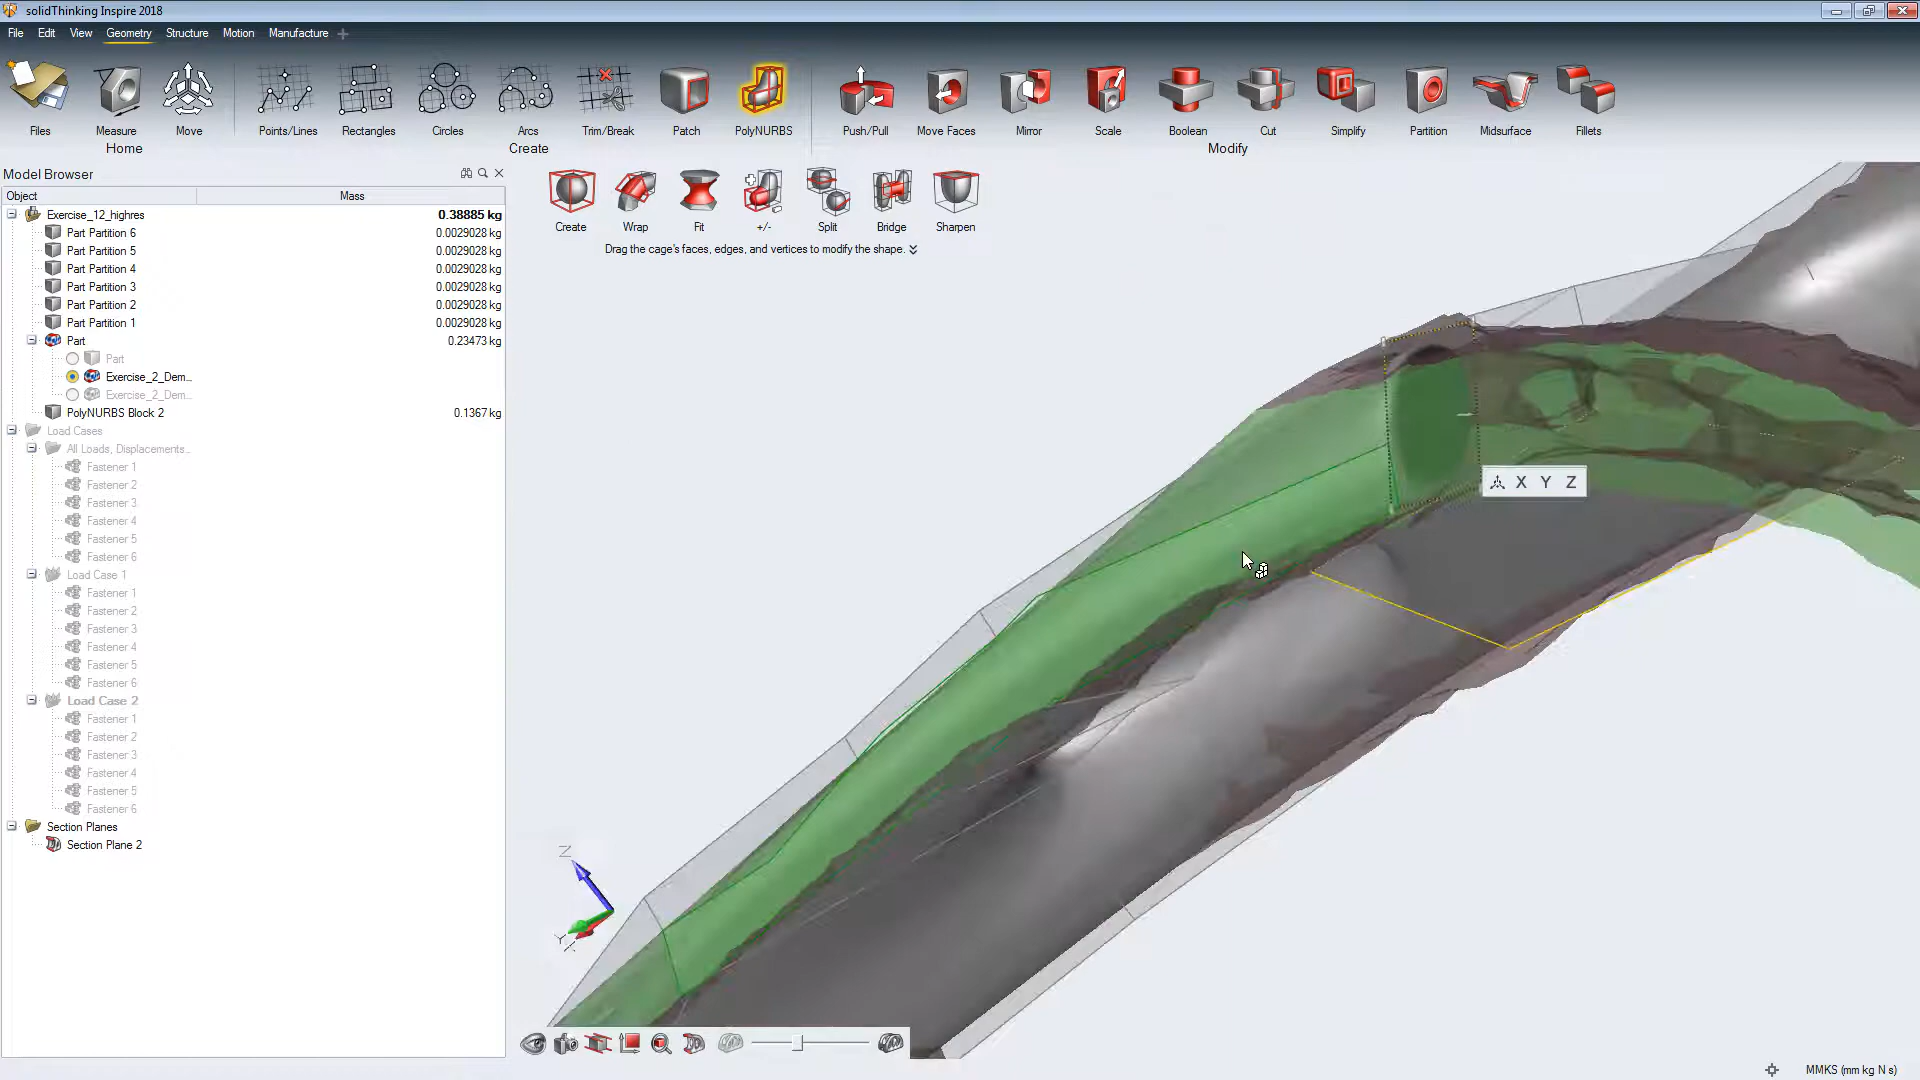 solidThinking Inspire 2018
File Edit View Geometry Structure Motion Manufacture
Files Measure Move Points/Lines Rectangles Circles Arcs Trim/Break Patch PolyNURBS Push/Pull Move Faces Mirror Scale Boolean Cut Simplify Partition Midsurface Fillets
Home Create Modify
Model Browser
Object Mass
Exercise_12_highres 0.38885 kg
Part Partition 6 0.0029028 kg
Part Partition 5 0.0029028 kg
Part Partition 4 0.0029028 kg
Part Partition 3 0.0029028 kg
Part Partition 2 0.0029028 kg
Part Partition 1 0.0029028 kg
Part 0.23473 kg
Part
Exercise_2_Dem...
Exercise_2_Dem...
PolyNURBS Block 2 0.1367 kg
Load Cases
All Loads, Displacements...
Fastener 1
Fastener 2
Fastener 3
Fastener 4
Fastener 5
Fastener 6
Load Case 1
Fastener 1
Fastener 2
Fastener 3
Fastener 4
Fastener 5
Fastener 6
Load Case 2
Fastener 1
Fastener 2
Fastener 3
Fastener 4
Fastener 5
Fastener 6
Section Planes
Section Plane 2
Create Wrap Fit +/- Split Bridge Sharpen
Drag the cage's faces, edges, and vertices to modify the shape.
X Y Z
Z
Y
MMKS (mm kg N s)